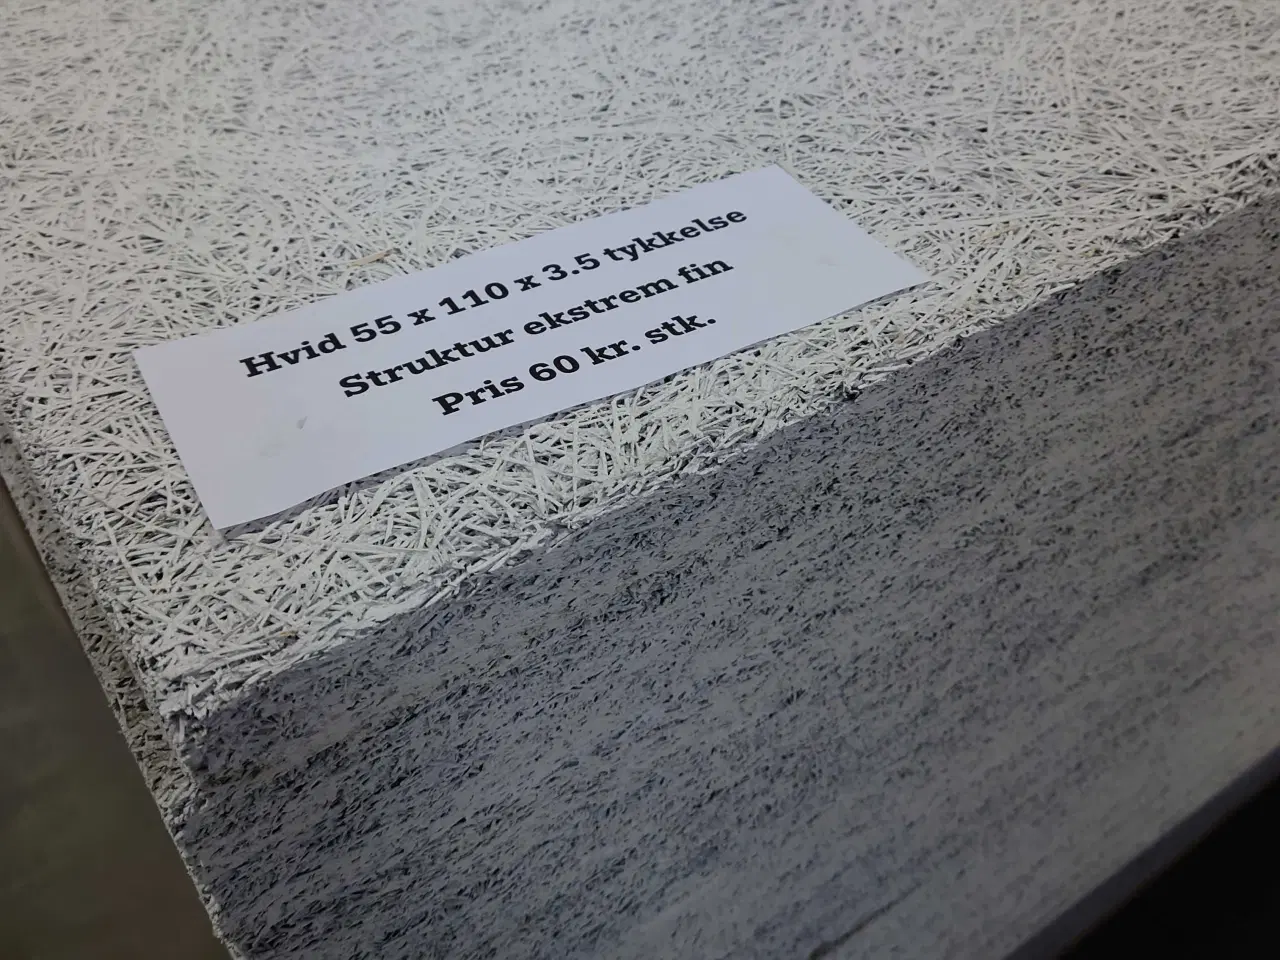 Hvid 55 x 110 x 3.5 tykkelse
Struktur ekstrem fin
Pris 60 kr. stk.